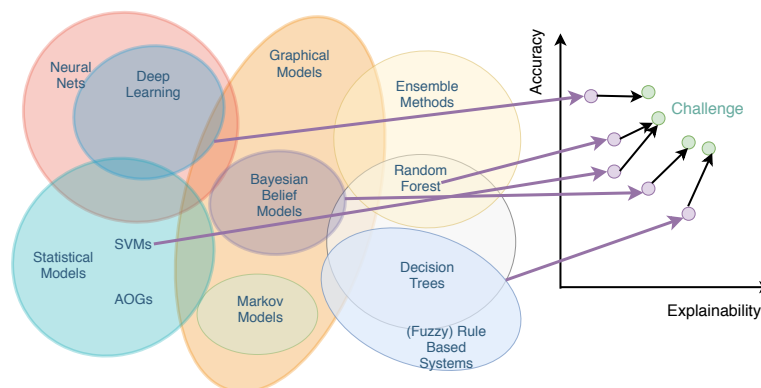 Neural
Nets
Deep
Learning
Graphical
Models
Ensemble
Methods
Bayesian
Belief
Models
Random
Forest
Statistical
Models
SVMs
AOGs
Markov
Models
Decision
Trees
(Fuzzy) Rule
Based
Systems
Accuracy
Challenge
Explainability